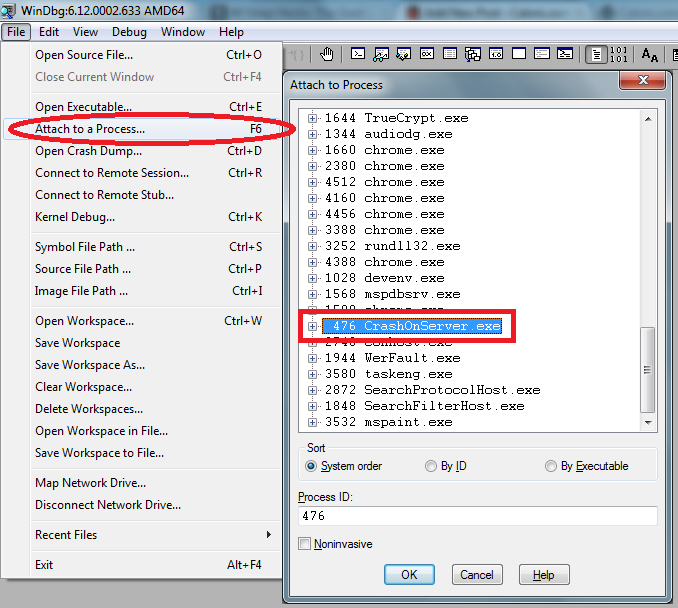 WinDbg:6.12.0002.633 AMD64
File Edit View Debug Window Help
Open Source File... Ctrl+O
Close Current Window Ctrl+F4
Open Executable... Ctrl+E
Attach to a Process... F6
Open Crash Dump... Ctrl+D
Connect to Remote Session... Ctrl+R
Connect to Remote Stub...
Kernel Debug... Ctrl+K
Symbol File Path ... Ctrl+S
Source File Path ... Ctrl+P
Image File Path ... Ctrl+I
Open Workspace... Ctrl+W
Save Workspace
Save Workspace As...
Clear Workspace...
Delete Workspaces...
Open Workspace in File...
Save Workspace to File...
Map Network Drive...
Disconnect Network Drive...
Recent Files
Exit Alt+F4
Attach to Process
1644 TrueCrypt.exe
1344 audiodg.exe
1660 chrome.exe
2380 chrome.exe
4512 chrome.exe
4160 chrome.exe
4456 chrome.exe
3388 chrome.exe
3252 rundll32.exe
4388 chrome.exe
1028 devenv.exe
1568 mspdbsrv.exe
chrome.exe
476 CrashOnServer.exe
2740 conhost.exe
1944 WerFault.exe
3580 taskeng.exe
2872 SearchProtocolHost.exe
1848 SearchFilterHost.exe
3532 mspaint.exe
Sort
System order By ID By Executable
Process ID:
476
Noninvasive
OK Cancel Help